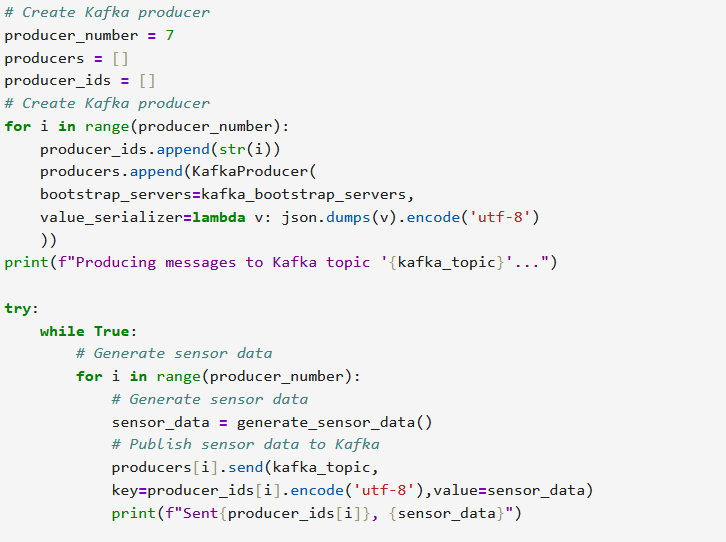 # Create Kafka producer
producer_number = 7
producers = []
producer_ids = []
# Create Kafka producer
for i in range(producer_number):
    producer_ids.append(str(i))
    producers.append(KafkaProducer(
    bootstrap_servers=kafka_bootstrap_servers,
    value_serializer=lambda v: json.dumps(v).encode('utf-8')
    ))
print(f"Producing messages to Kafka topic '{kafka_topic}'...")

try:
    while True:
        # Generate sensor data
        for i in range(producer_number):
            # Generate sensor data
            sensor_data = generate_sensor_data()
            # Publish sensor data to Kafka
            producers[i].send(kafka_topic,
            key=producer_ids[i].encode('utf-8'),value=sensor_data)
            print(f"Sent{producer_ids[i]}, {sensor_data}")